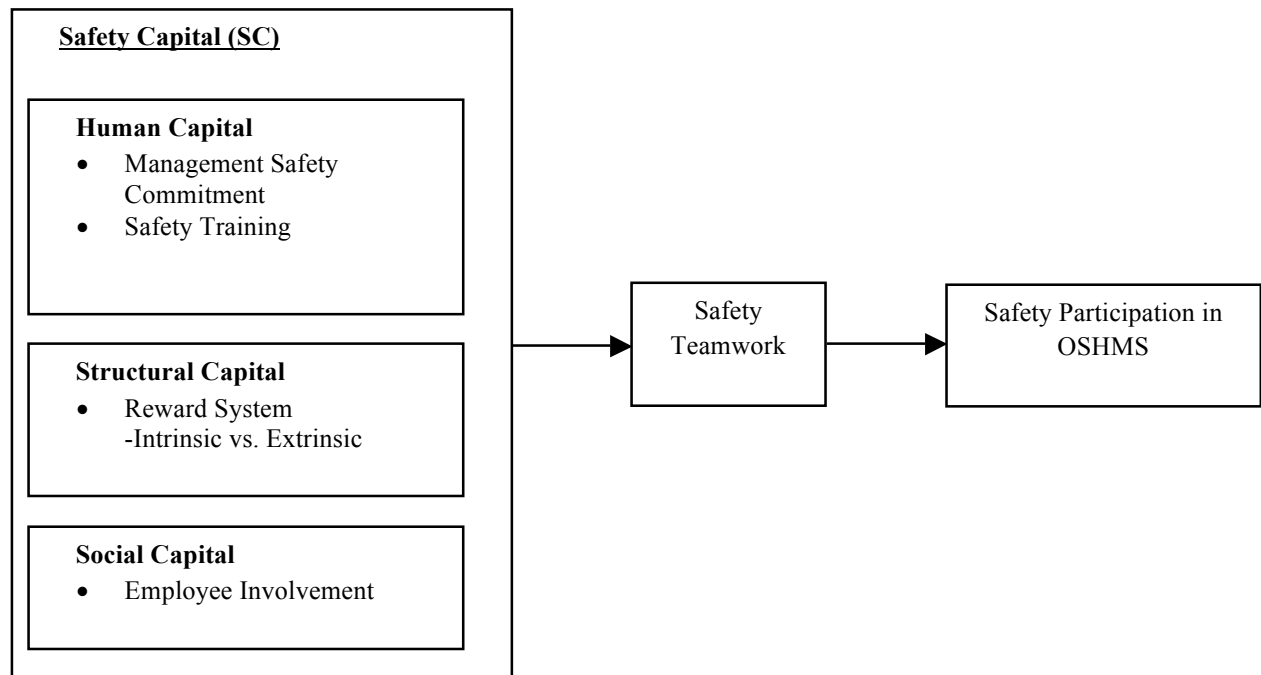 Safety Capital (SC)
Human Capital
• Management Safety
Commitment
• Safety Training
Structural Capital
• Reward System
-Intrinsic vs. Extrinsic
Social Capital
• Employee Involvement
Safety
Teamwork
Safety Participation in
OSHMS